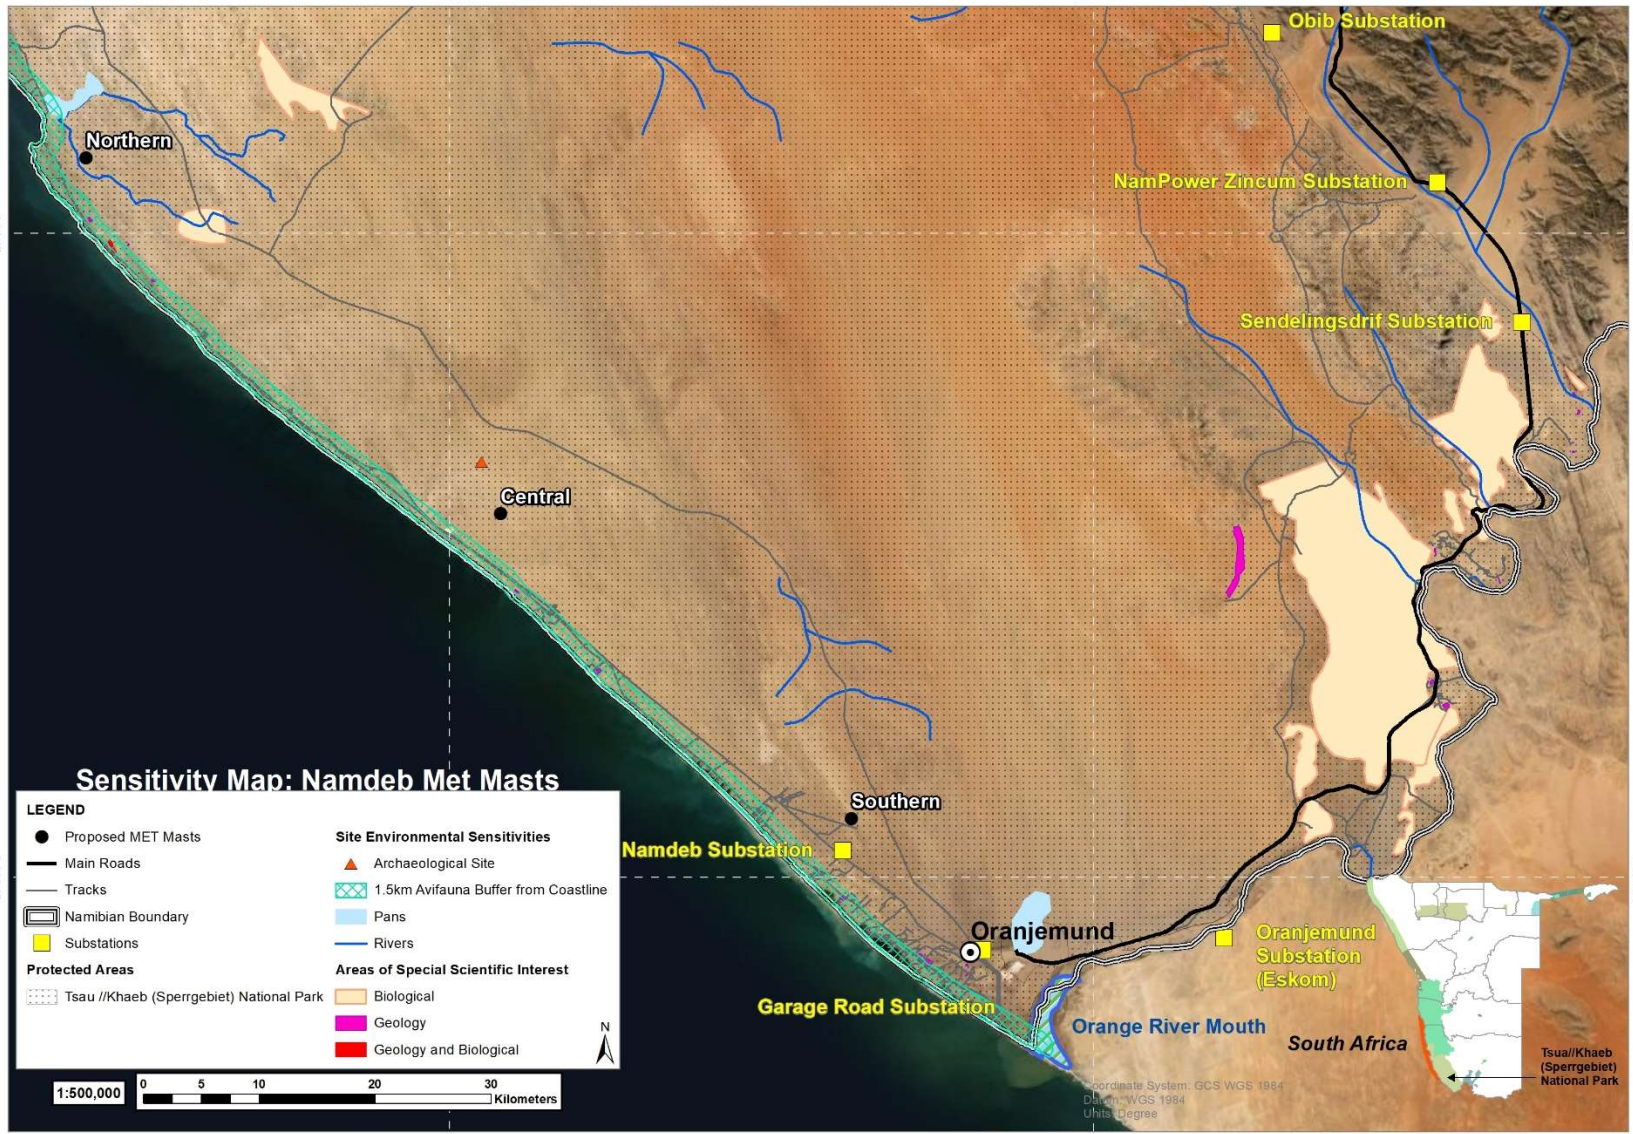 Obib Substation
Northern
NamPower Zincum Substation
Sendelingsdrif Substation
Central
Sensitivity Map: Namdeb Met Masts
Southern
Namdeb Substation
Oranjemund
Garage Road Substation
Oranjemund
Substation
(Eskom)
Orange River Mouth
South Africa
Tsua//Khaeb
(Sperrgebiet)
National Park
LEGEND
Proposed MET Masts
Main Roads
Tracks
Namibian Boundary
Substations
Protected Areas
Tsau //Khaeb (Sperrgebiet) National Park
Site Environmental Sensitivities
Archaeological Site
1.5km Avifauna Buffer from Coastline
Pans
Rivers
Areas of Special Scientific Interest
Biological
Geology
Geology and Biological
N
1:500,000
0 5 10 20 30
Kilometers
Coordinate System: GCS WGS 1984
Datum: WGS 1984
Units: Degree